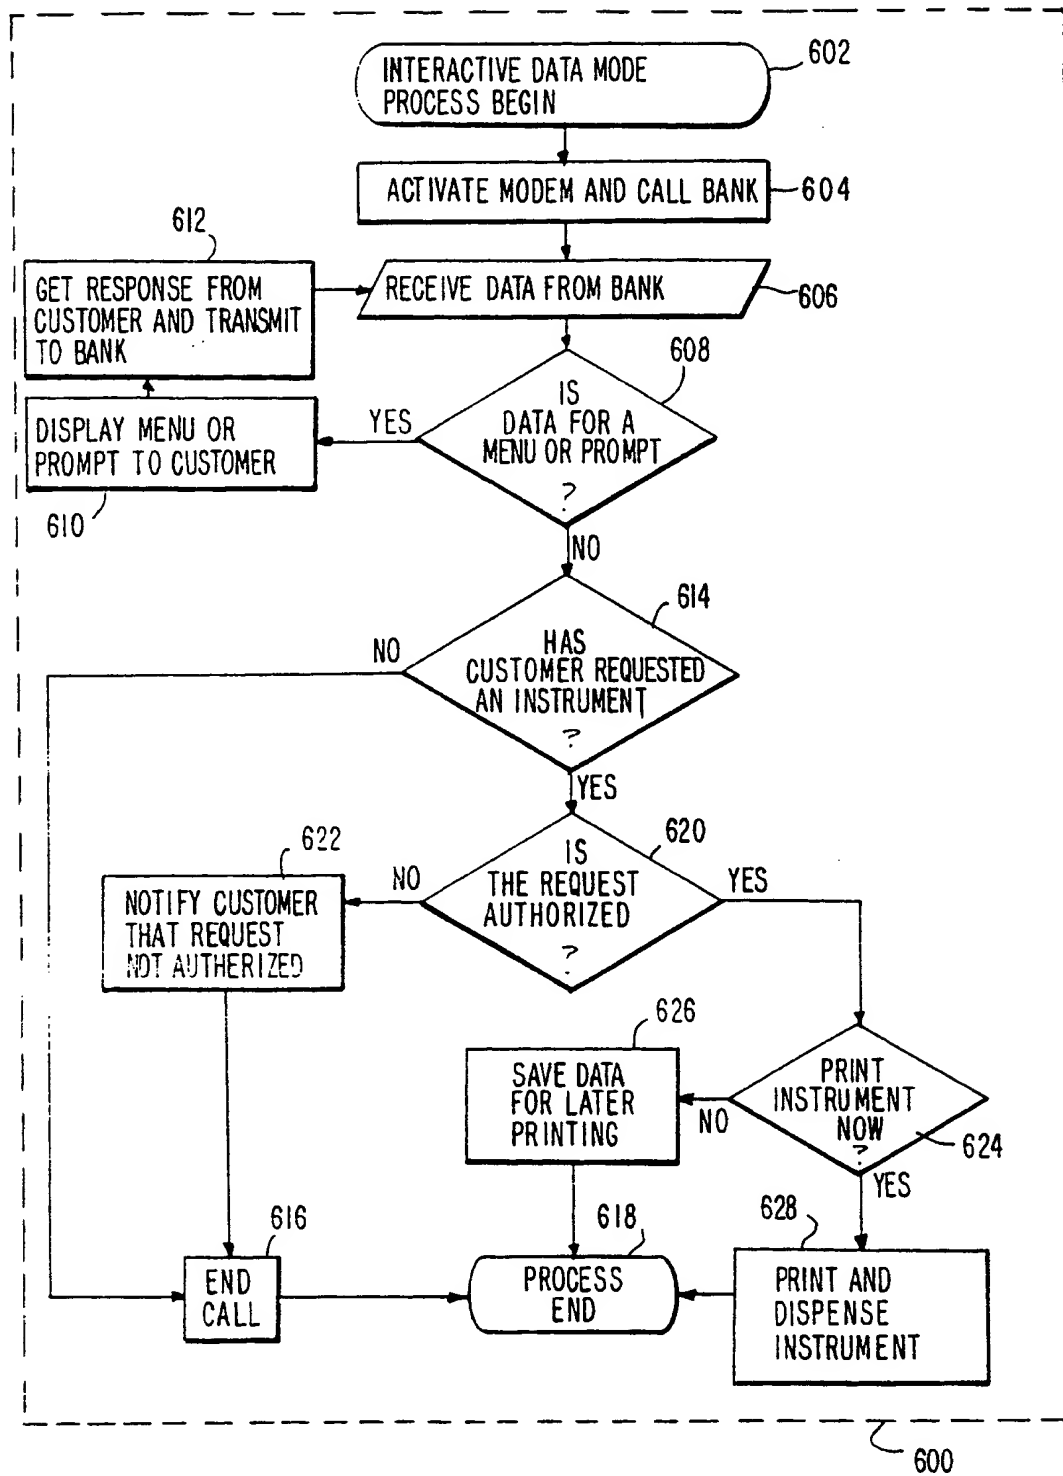 INTERACTIVE DATA MODE
PROCESS BEGIN
602
ACTIVATE MODEM AND CALL BANK
604
612
GET RESPONSE FROM
CUSTOMER AND TRANSMIT
TO BANK
RECEIVE DATA FROM BANK
606
608
IS
DATA FOR A
MENU OR PROMPT
?
YES
DISPLAY MENU OR
PROMPT TO CUSTOMER
610
NO
614
NO
HAS
CUSTOMER REQUESTED
AN INSTRUMENT
?
YES
620
622
IS
THE REQUEST
AUTHORIZED
?
NO
YES
NOTIFY CUSTOMER
THAT REQUEST
NOT AUTHERIZED
626
SAVE DATA
FOR LATER
PRINTING
NO
PRINT
INSTRUMENT
NOW
?
624
YES
616
618
628
END
CALL
PROCESS
END
PRINT AND
DISPENSE
INSTRUMENT
600